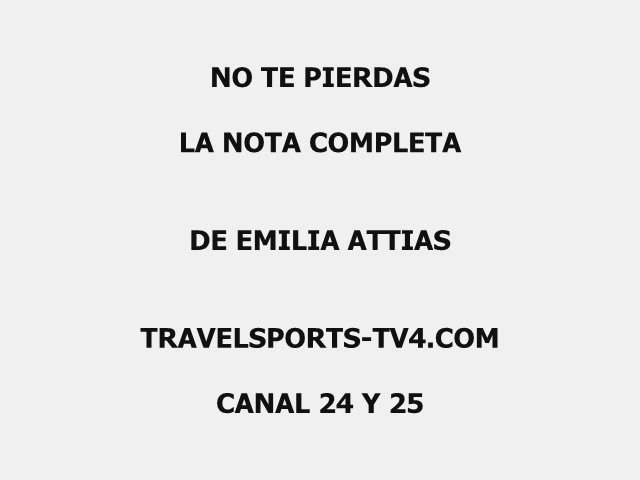 NO TE PIERDAS
LA NOTA COMPLETA
DE EMILIA ATTIAS
TRAVELSPORTS-TV4.COM
CANAL 24 Y 25